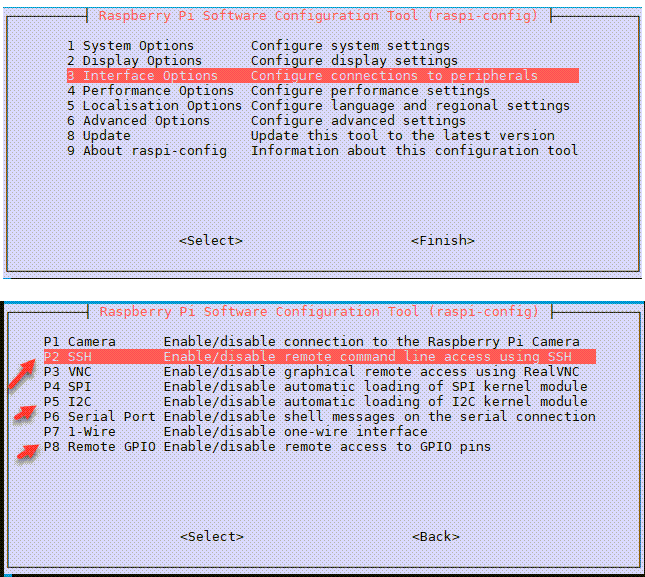 Raspberry Pi Software Configuration Tool (raspi-config)
1 System Options Configure system settings
2 Display Options Configure display settings
3 Interface Options Configure connections to peripherals
4 Performance Options Configure performance settings
5 Localisation Options Configure language and regional settings
6 Advanced Options Configure advanced settings
8 Update Update this tool to the latest version
9 About raspi-config Information about this configuration tool
<Select> <Finish>
Raspberry Pi Software Configuration Tool (raspi-config)
P1 Camera Enable/disable connection to the Raspberry Pi Camera
P2 SSH Enable/disable remote command line access using SSH
P3 VNC Enable/disable graphical remote access using RealVNC
P4 SPI Enable/disable automatic loading of SPI kernel module
P5 I2C Enable/disable automatic loading of I2C kernel module
P6 Serial Port Enable/disable shell messages on the serial connection
P7 1-Wire Enable/disable one-wire interface
P8 Remote GPIO Enable/disable remote access to GPIO pins
<Select> <Back>